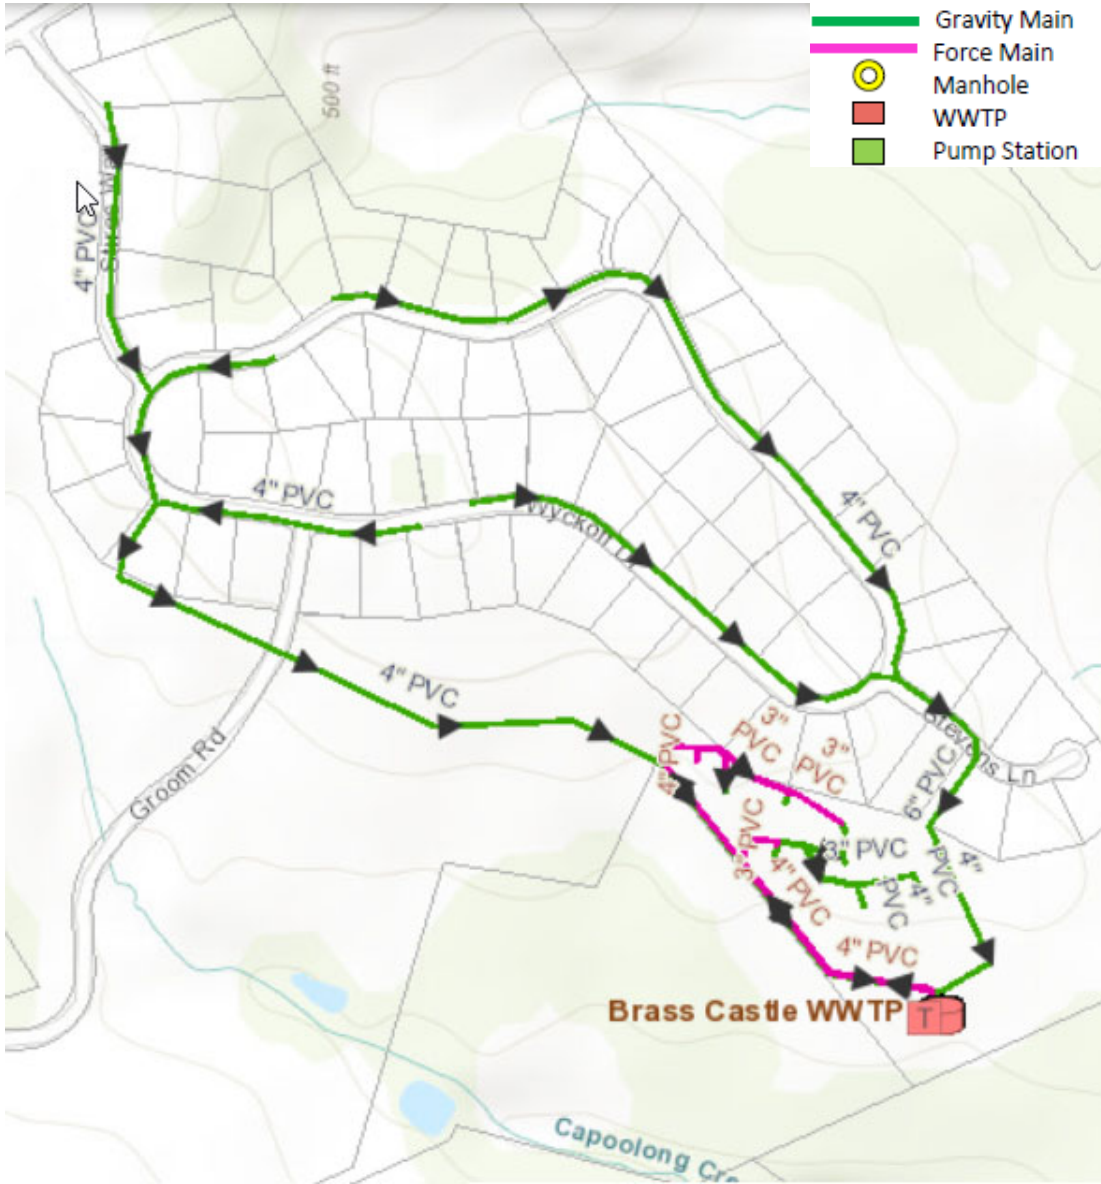 Gravity Main
Force Main
Manhole
WWTP
Pump Station
500 ft
4" PVC
4" PVC
4" PVC
4" PVC
Groom Rd
Stevens Ln
6" PVC
4" PVC
3"
PVC
3"
PVC
4" PVC
3" PVC
3" PVC
4"
PVC
4"
PVC
4" PVC
4" PVC
Brass Castle WWTP
T
Capoolong Cre